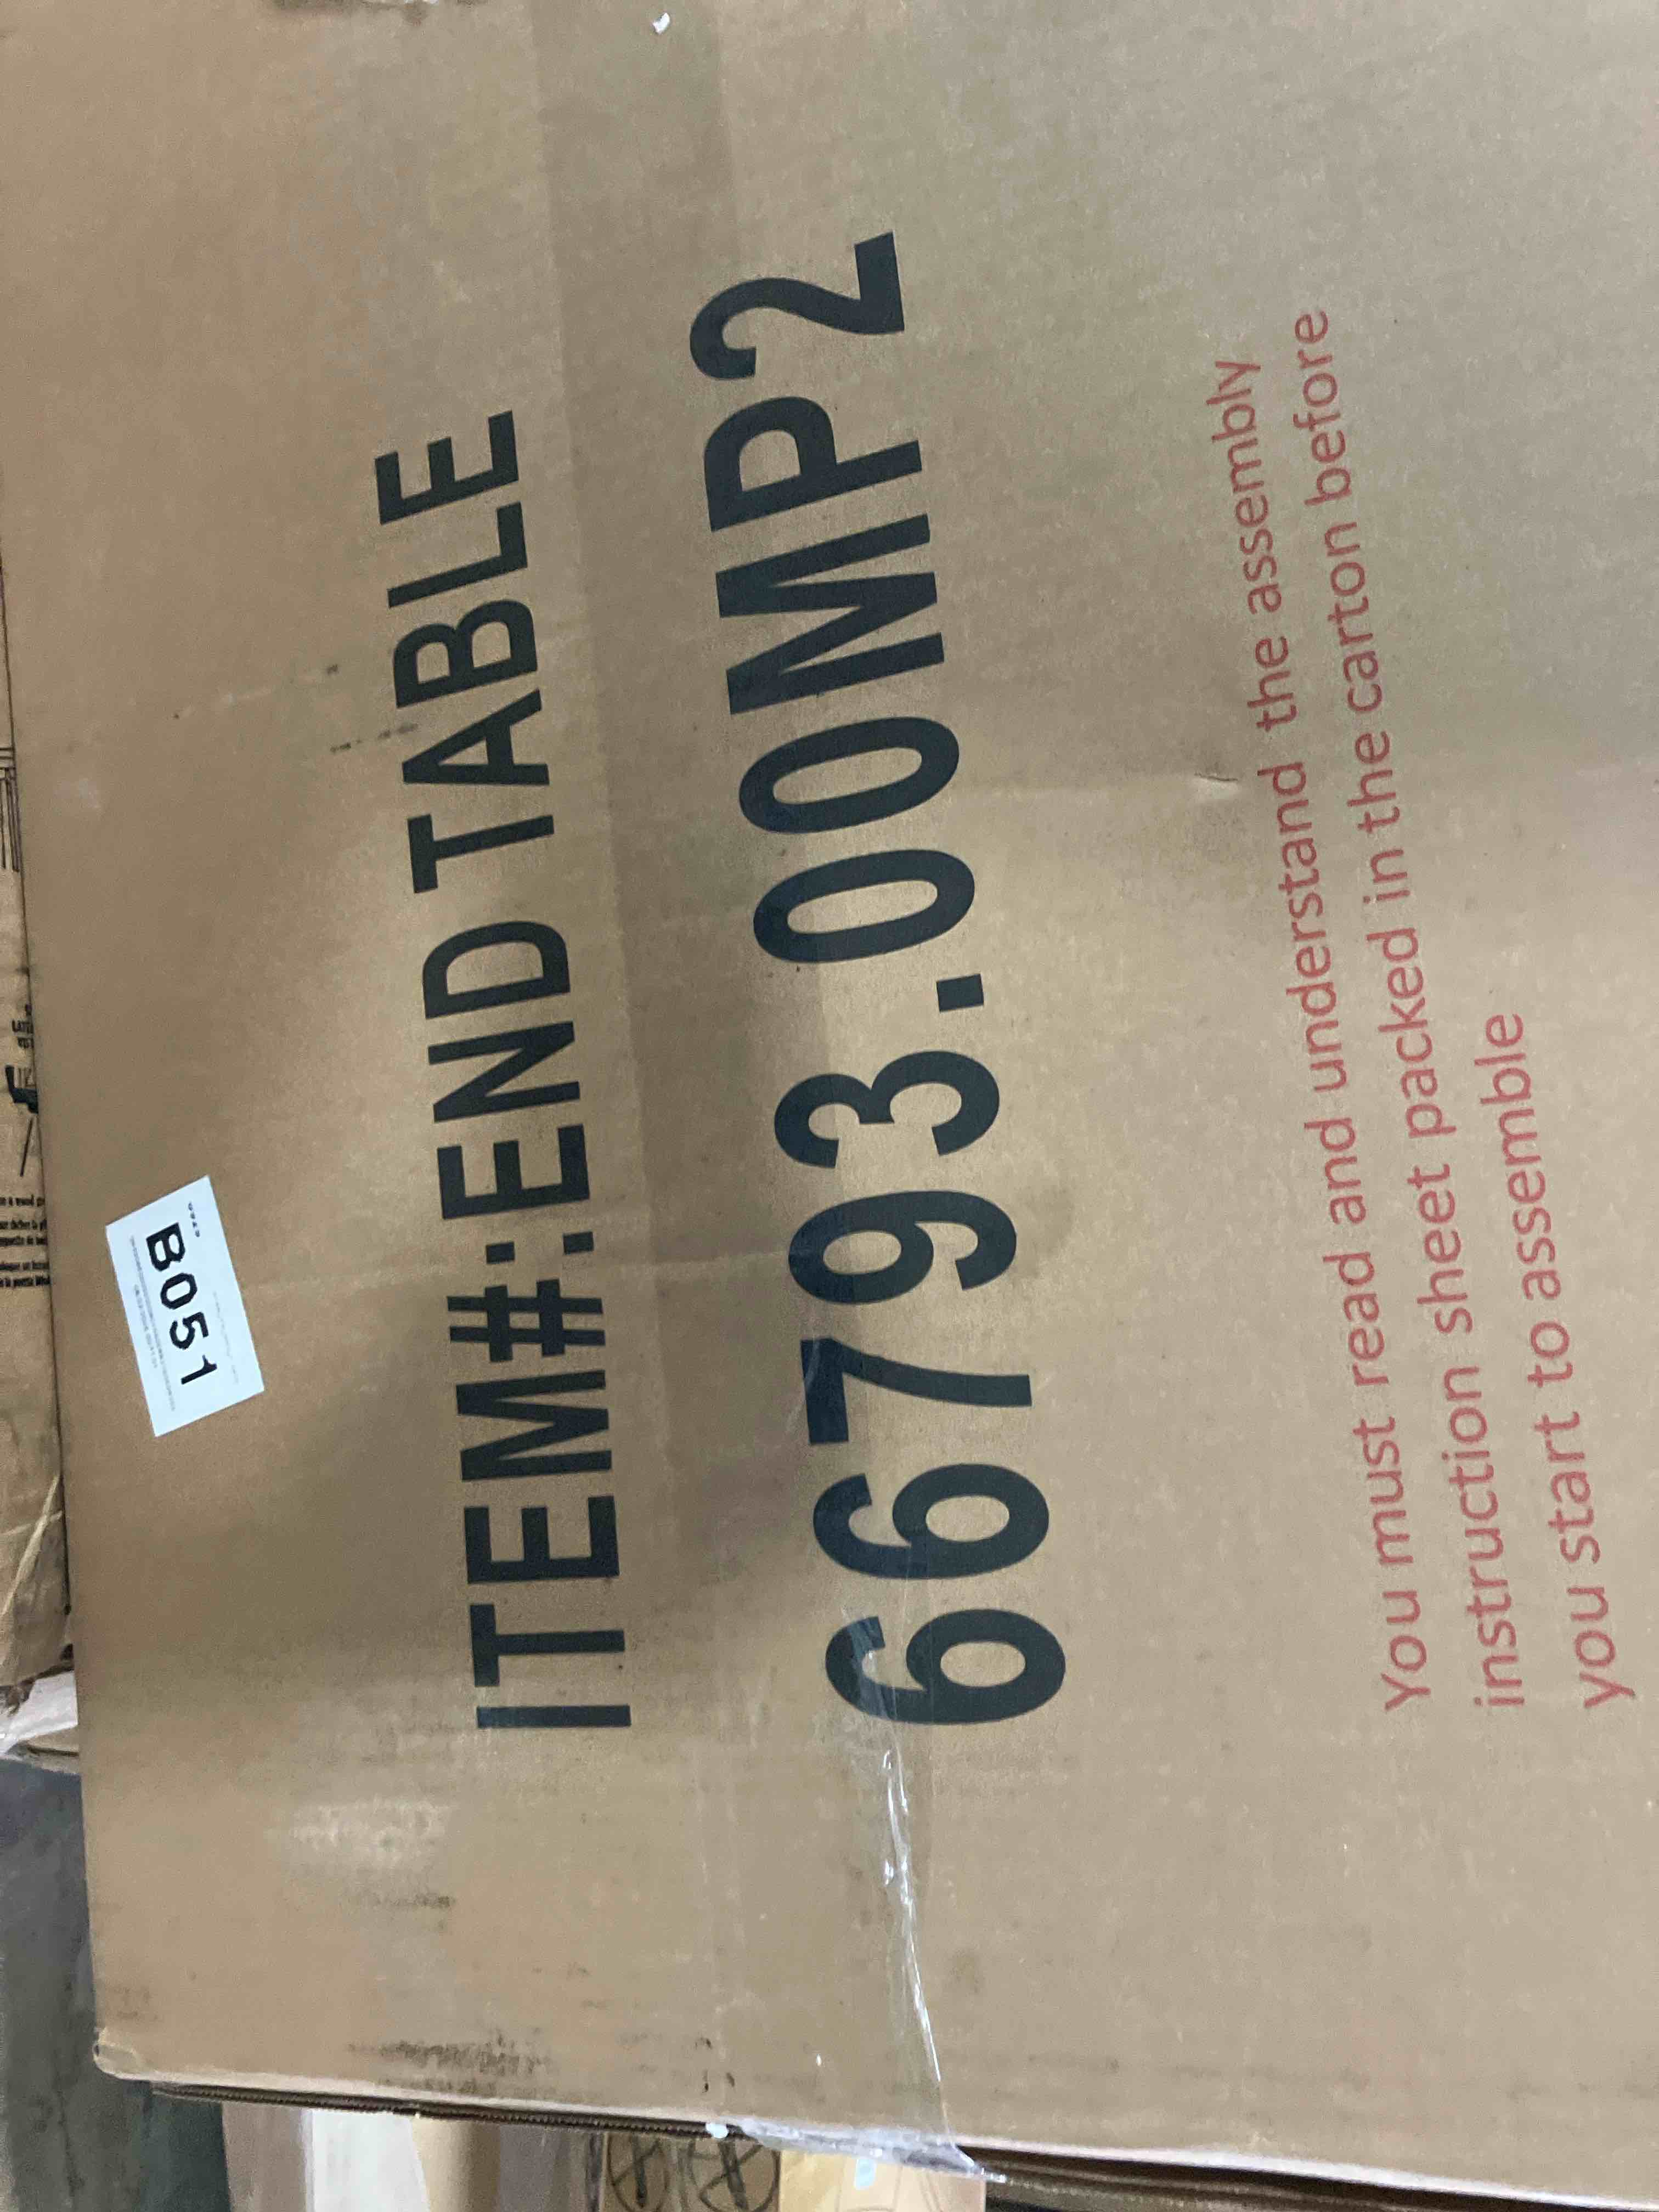 B051
ITEM#:END TABLE
66793.00MP2
You must read and understand the assembly
instruction sheet packed in the carton before
you start to assemble